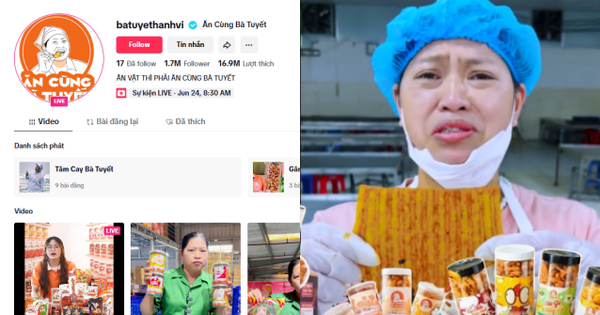 batuyethanhvi Ăn Cùng Bà Tuyết
Follow Tin nhắn
17 Đã follow 1.7M Follower 16.9M Lượt thích
ĂN VẶT THÌ PHẢI ĂN CÙNG BÀ TUYẾT
Sự kiện LIVE - Jun 24, 8:30 AM
ĂN CÙNG
BÀ TUYẾT
LIVE
Video Bài đăng lại Đã thích
Danh sách phát
Tăm Cay Bà Tuyết
9 bài đăng
3 b
Video
LIVE